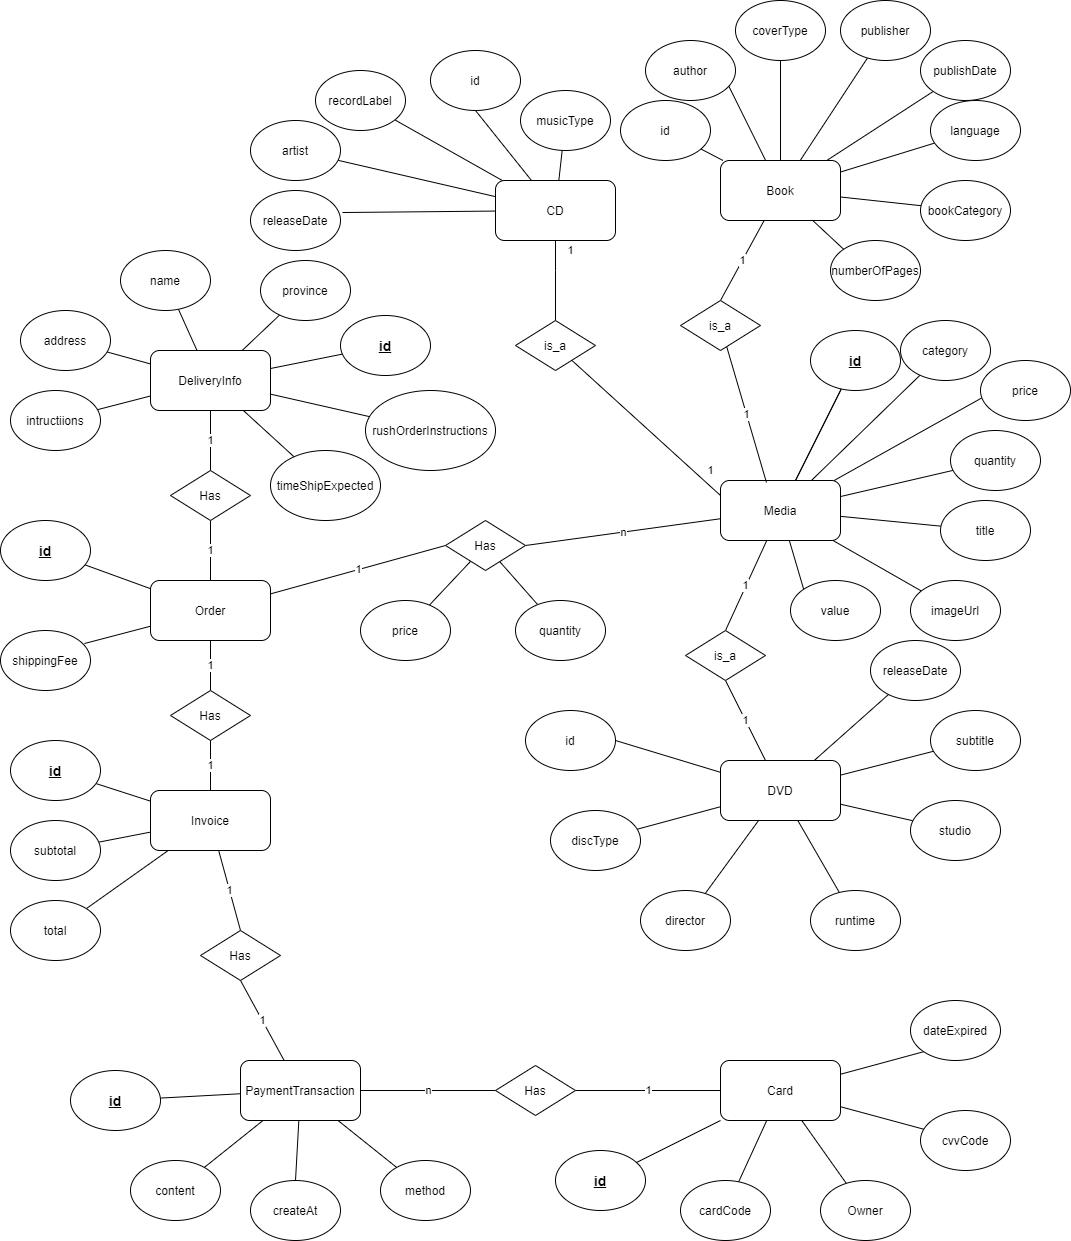 coverType
publisher
author
publishDate
id
recordLabel
id
musicType
language
artist
Book
releaseDate
CD
bookCategory
1
1
numberOfPages
name
province
address
id
is_a
is_a
id
category
DeliveryInfo
price
intructiions
rushOrderInstructions
1
1
1
quantity
timeShipExpected
Has
Media
title
n
Has
id
1
1
Order
price
quantity
1
value
imageUrl
shippingFee
1
is_a
releaseDate
Has
1
id
subtitle
1
id
DVD
Invoice
subtotal
discType
studio
1
total
director
runtime
Has
1
dateExpired
id
PaymentTransaction
n
Has
1
Card
cvvCode
content
createAt
method
id
cardCode
Owner